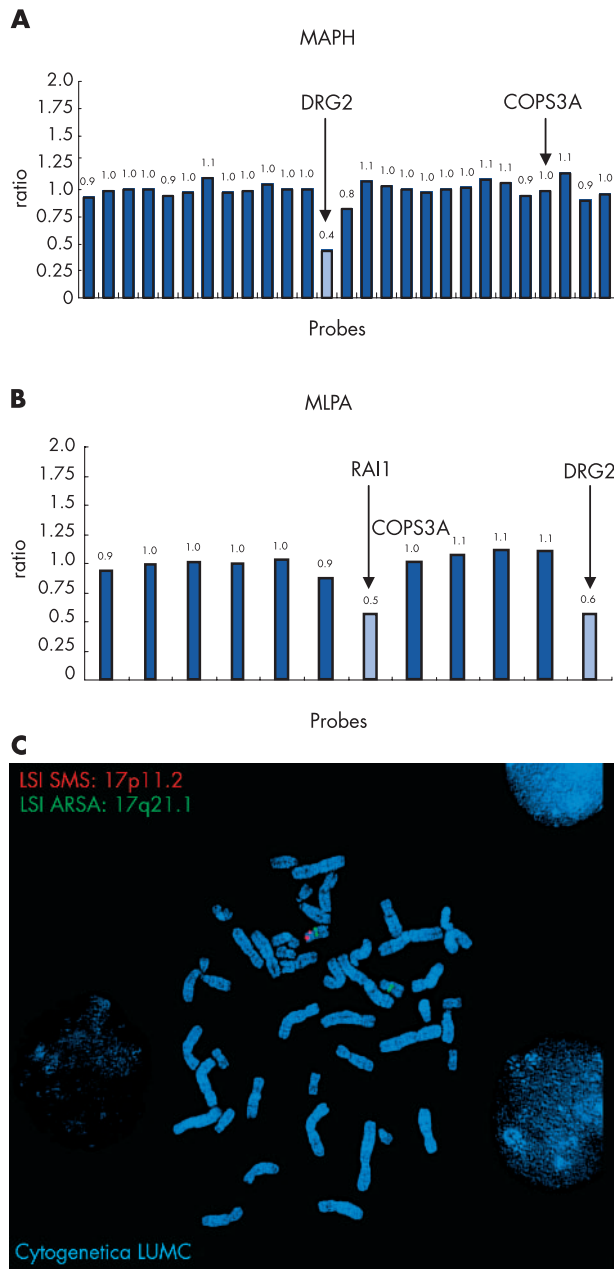 A
MAPH
DRG2
COPS3A
2.0
1.75
1.5
1.25
1.0
0.75
0.5
0.25
0
ratio
0.9 1.0 1.0 1.0 0.9 1.0 1.1 1.0 1.0 1.0 1.0 1.0 0.4 0.8 1.1 1.0 1.0 1.0 1.0 1.0 1.1 1.1 0.9 1.0 1.1 0.9 1.0
Probes
B
MLPA
RAI1
DRG2
COPS3A
2.0
1.75
1.5
1.25
1.0
0.75
0.5
0.25
0
ratio
0.9 1.0 1.0 1.0 1.0 0.9 0.5 1.0 1.1 1.1 1.1 0.6
Probes
C
LSI SMS: 17p11.2
LSI ARSA: 17q21.1
Cytogenetica LUMC